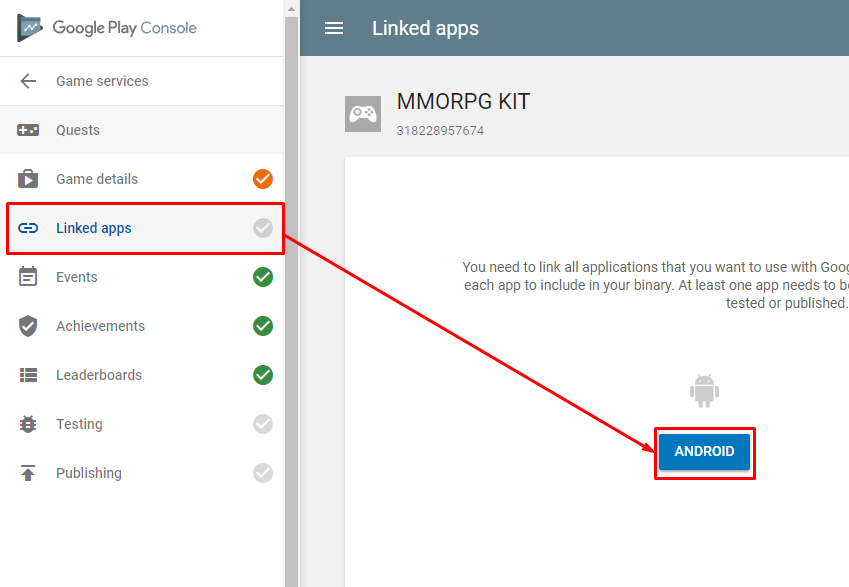 Google Play Console
Game services
Quests
Game details
Linked apps
Events
Achievements
Leaderboards
Testing
Publishing
Linked apps
MMORPG KIT
318228957674
You need to link all applications that you want to use with Goog
each app to include in your binary. At least one app needs to be
tested or published.
ANDROID